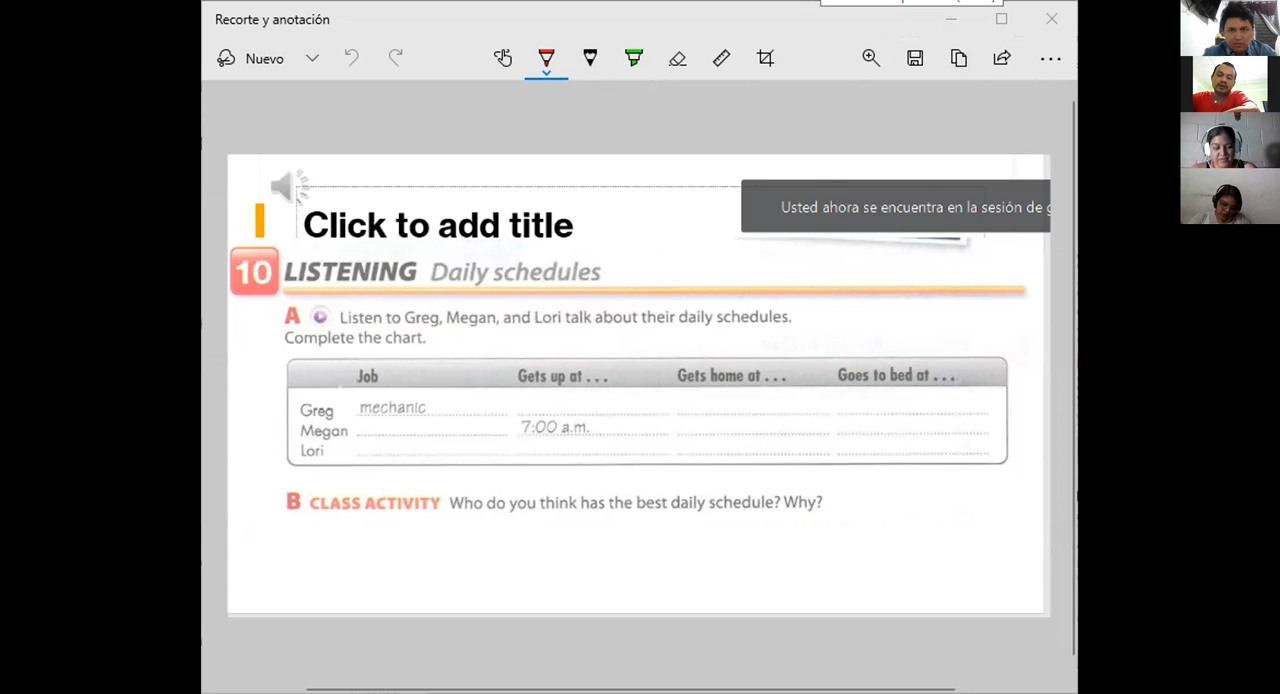 Recorte y anotación
Nuevo
Usted ahora se encuentra en la sesión de
Click to add title
10 LISTENING Daily schedules
A Listen to Greg, Megan, and Lori talk about their daily schedules.
Complete the chart.
Job Gets up at ... Gets home at ... Goes to bed at ...
Greg mechanic
Megan 7:00 a.m.
Lori
B CLASS ACTIVITY Who do you think has the best daily schedule? Why?